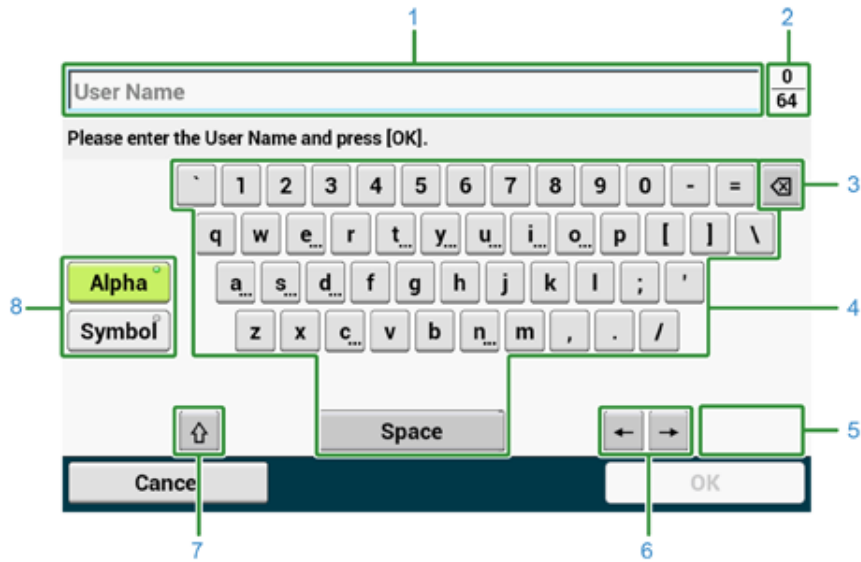 1 2
User Name 0
64
Please enter the User Name and press [OK].
` 1 2 3 4 5 6 7 8 9 0 - = 3
q w e... r t... y... u... i... o... p [ ] \
Alpha a... s... d... f g h j k l ; '
8 4
Symbol z x c... v b n... m , . /
Space ← → 5
Cancel OK
7 6